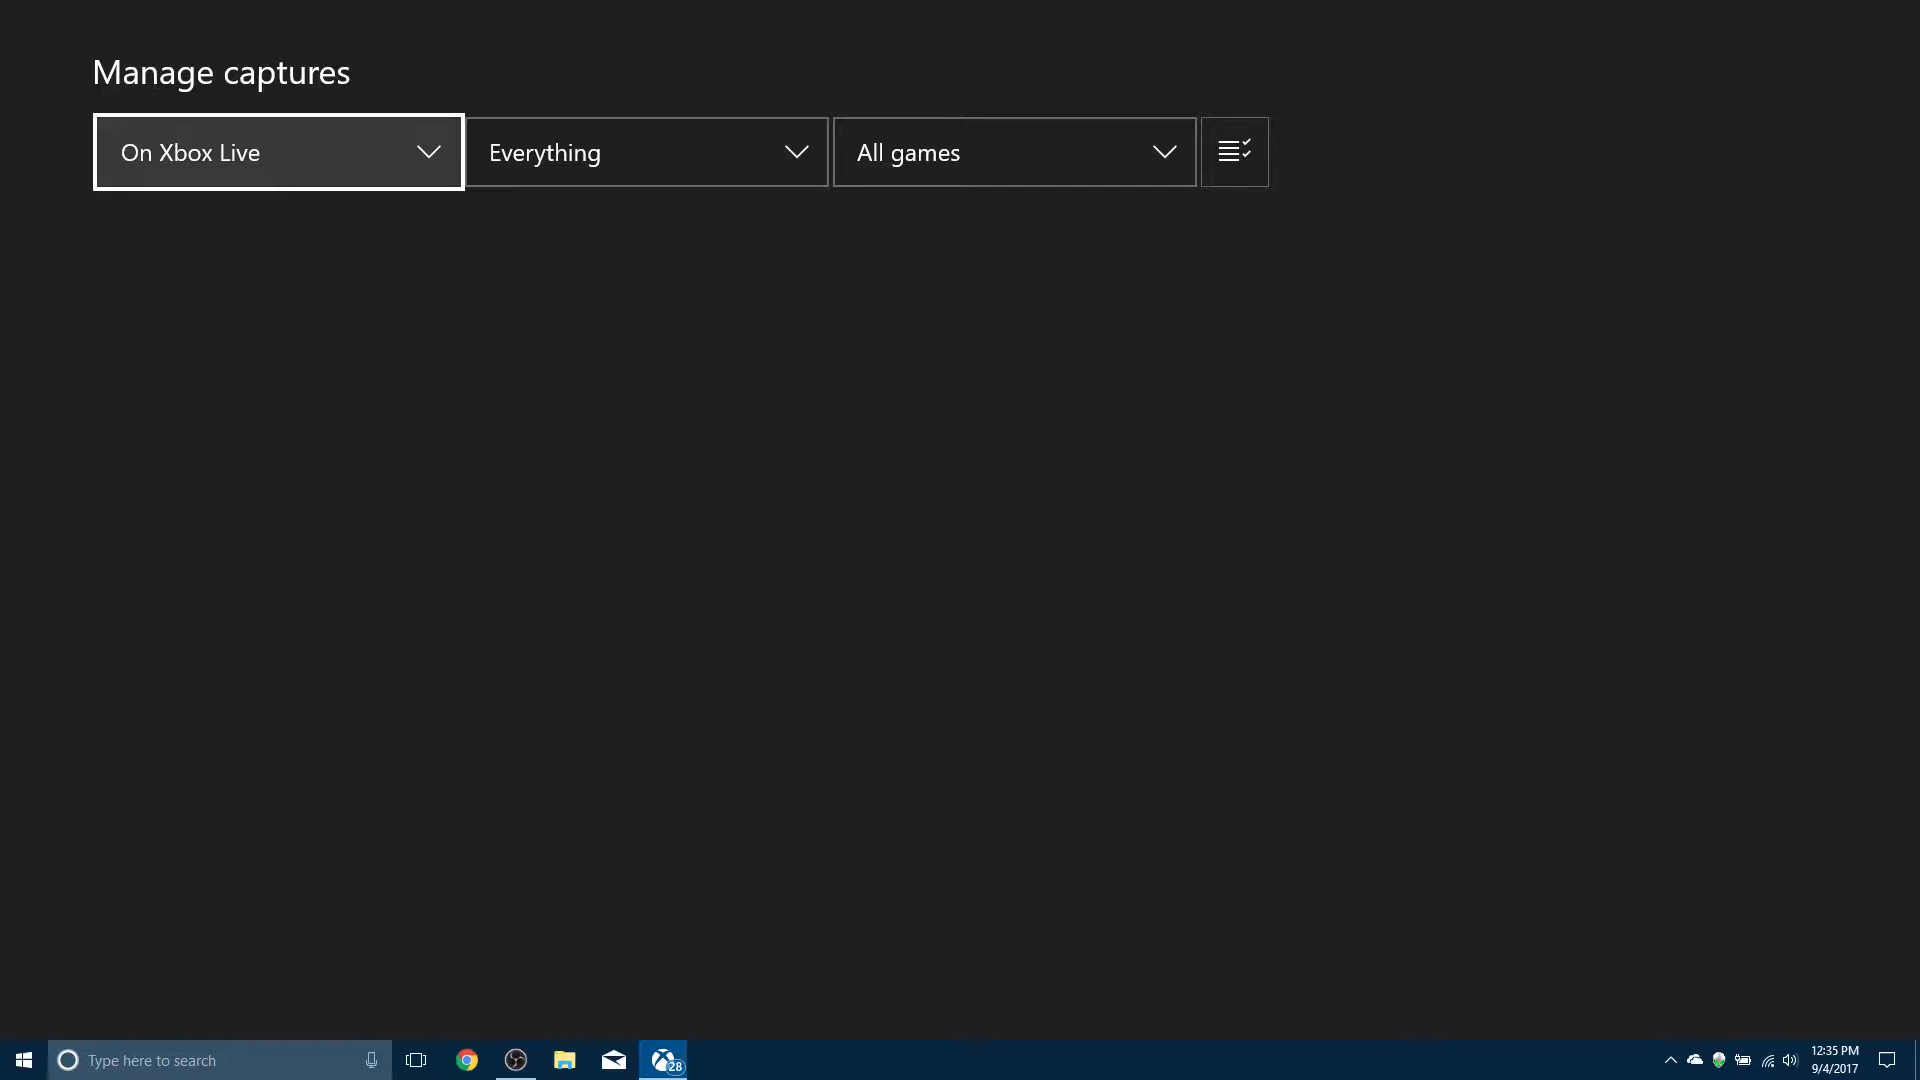 Manage captures
On Xbox Live
Everything
All games
Type here to search
28
12:35 PM
9/4/2017